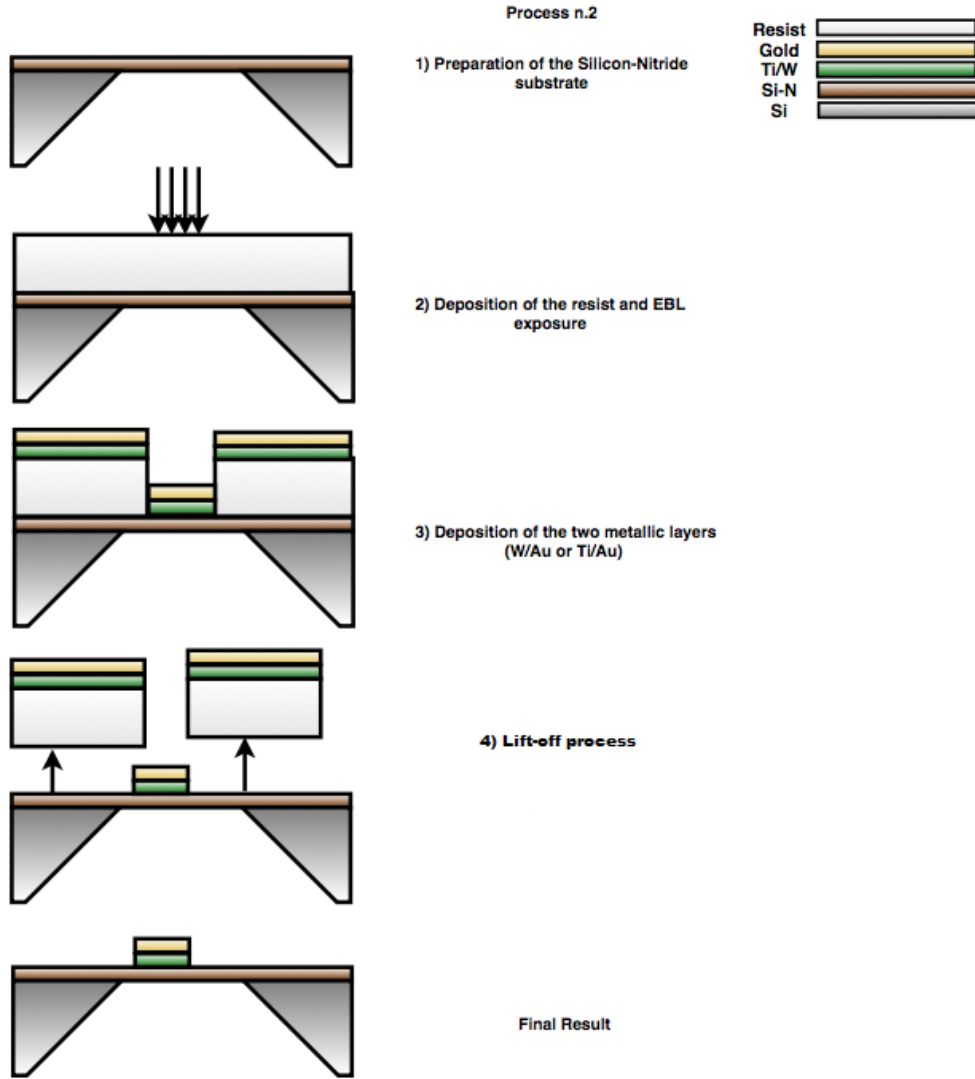 Process n.2
Resist
Gold
Ti/W
Si-N
Si
1) Preparation of the Silicon-Nitride
substrate
2) Deposition of the resist and EBL
exposure
3) Deposition of the two metallic layers
(W/Au or Ti/Au)
4) Lift-off process
Final Result